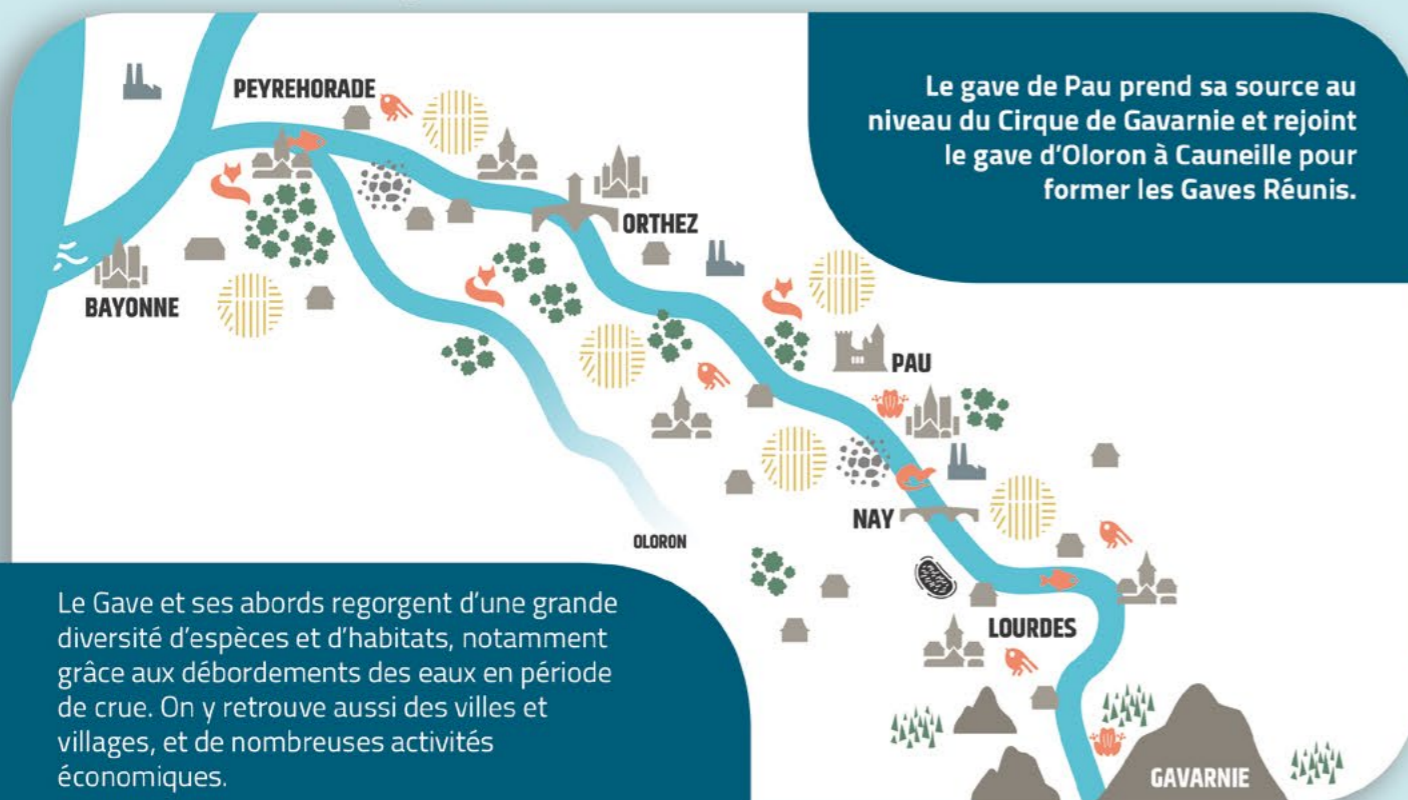 Le gave de Pau prend sa source au
niveau du Cirque de Gavarnie et rejoint
le gave d'Oloron à Cauneille pour
former les Gaves Réunis.
PEYREHORADE
ORTHEZ
BAYONNE
PAU
NAY
OLORON
LOURDES
GAVARNIE
Le Gave et ses abords regorgent d'une grande
diversité d'espèces et d'habitats, notamment
grâce aux débordements des eaux en période
de crue. On y retrouve aussi des villes et
villages, et de nombreuses activités
économiques.